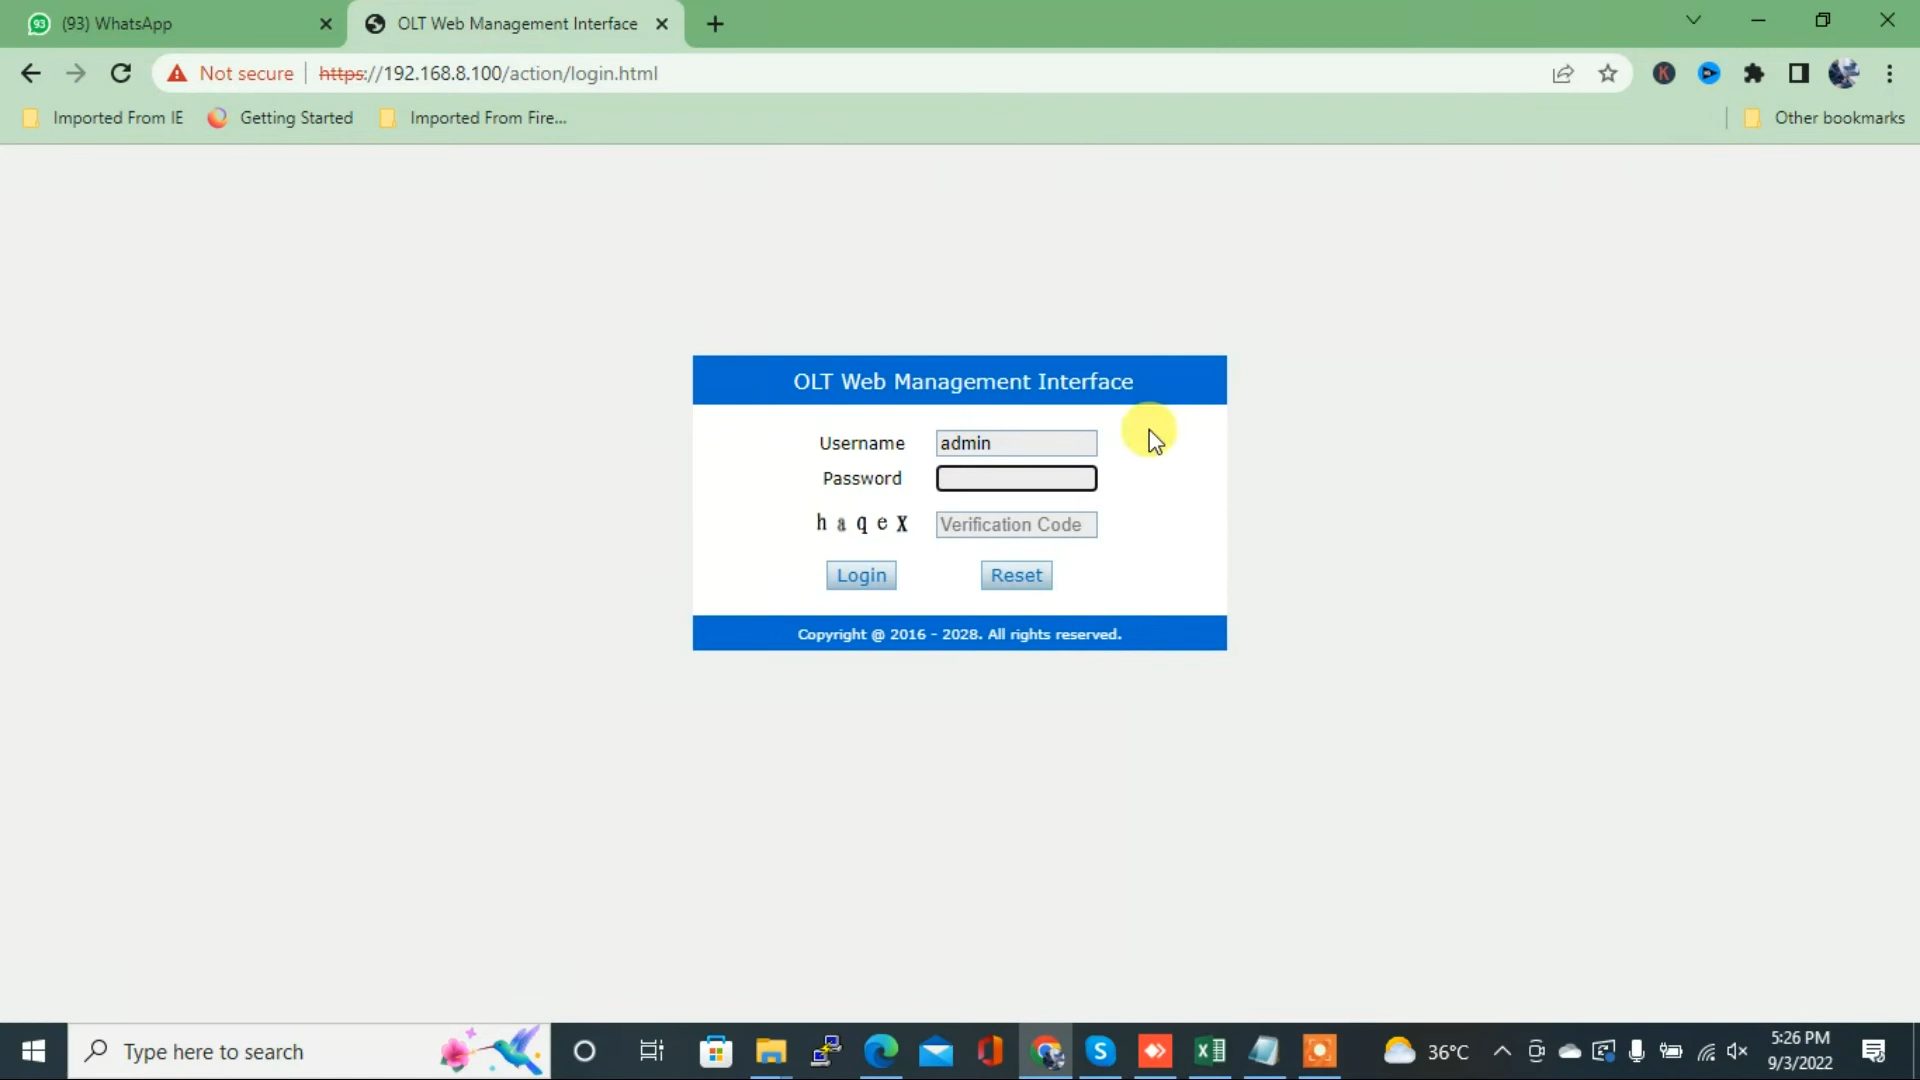 (93) WhatsApp
OLT Web Management Interface
Not secure
https://192.168.8.100/action/login.html
Imported From IE
Getting Started
Imported From Fire...
Other bookmarks
OLT Web Management Interface
Username admin
Password
h a q e X Verification Code
Login Reset
Copyright @ 2016 - 2028. All rights reserved.
Type here to search
36°C
5:26 PM
9/3/2022